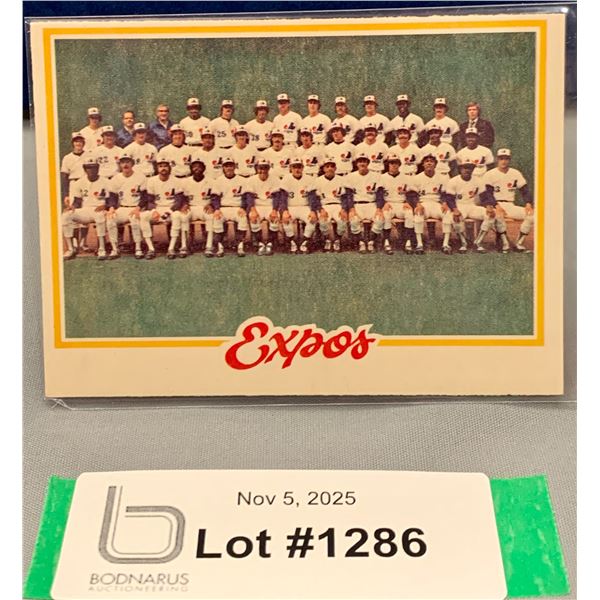 Expos
Nov 5, 2025
Lot #1286
BODNARUS
AUCTIONEERING